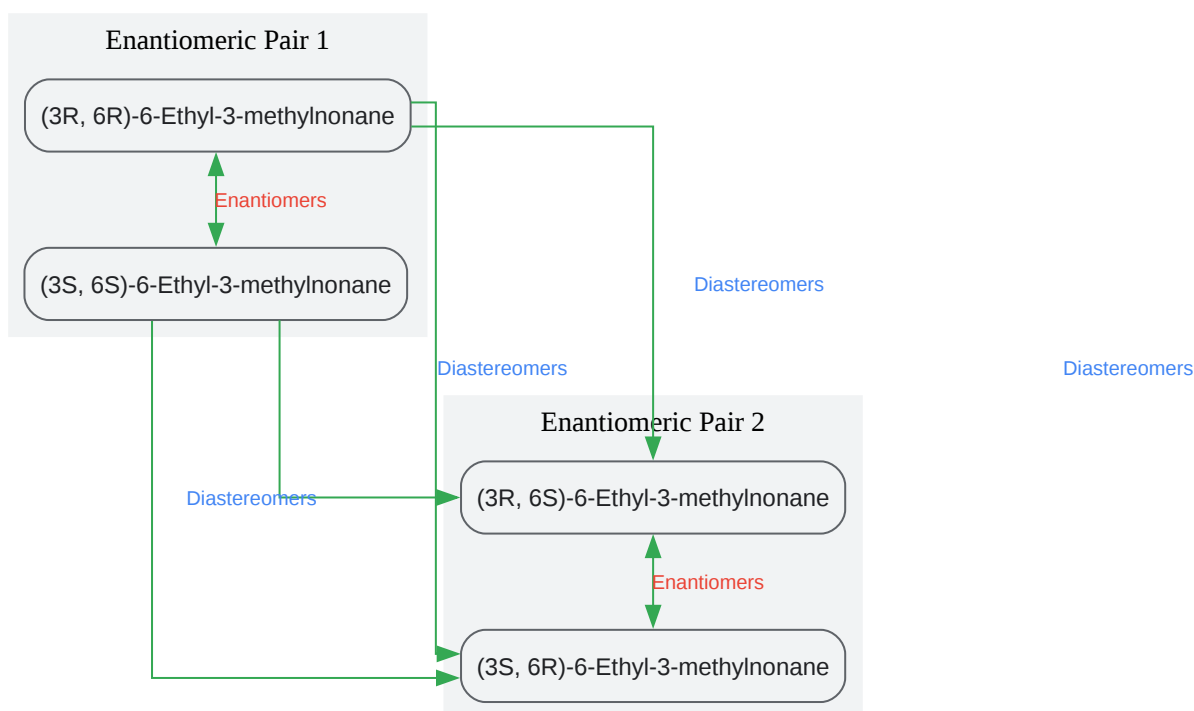 Enantiomeric Pair 1
(3R, 6R)-6-Ethyl-3-methylnonane
Enantiomers
(3S, 6S)-6-Ethyl-3-methylnonane
Diastereomers
Diastereomers
Diastereomers
Enantiomeric Pair 2
Diastereomers
(3R, 6S)-6-Ethyl-3-methylnonane
Enantiomers
(3S, 6R)-6-Ethyl-3-methylnonane